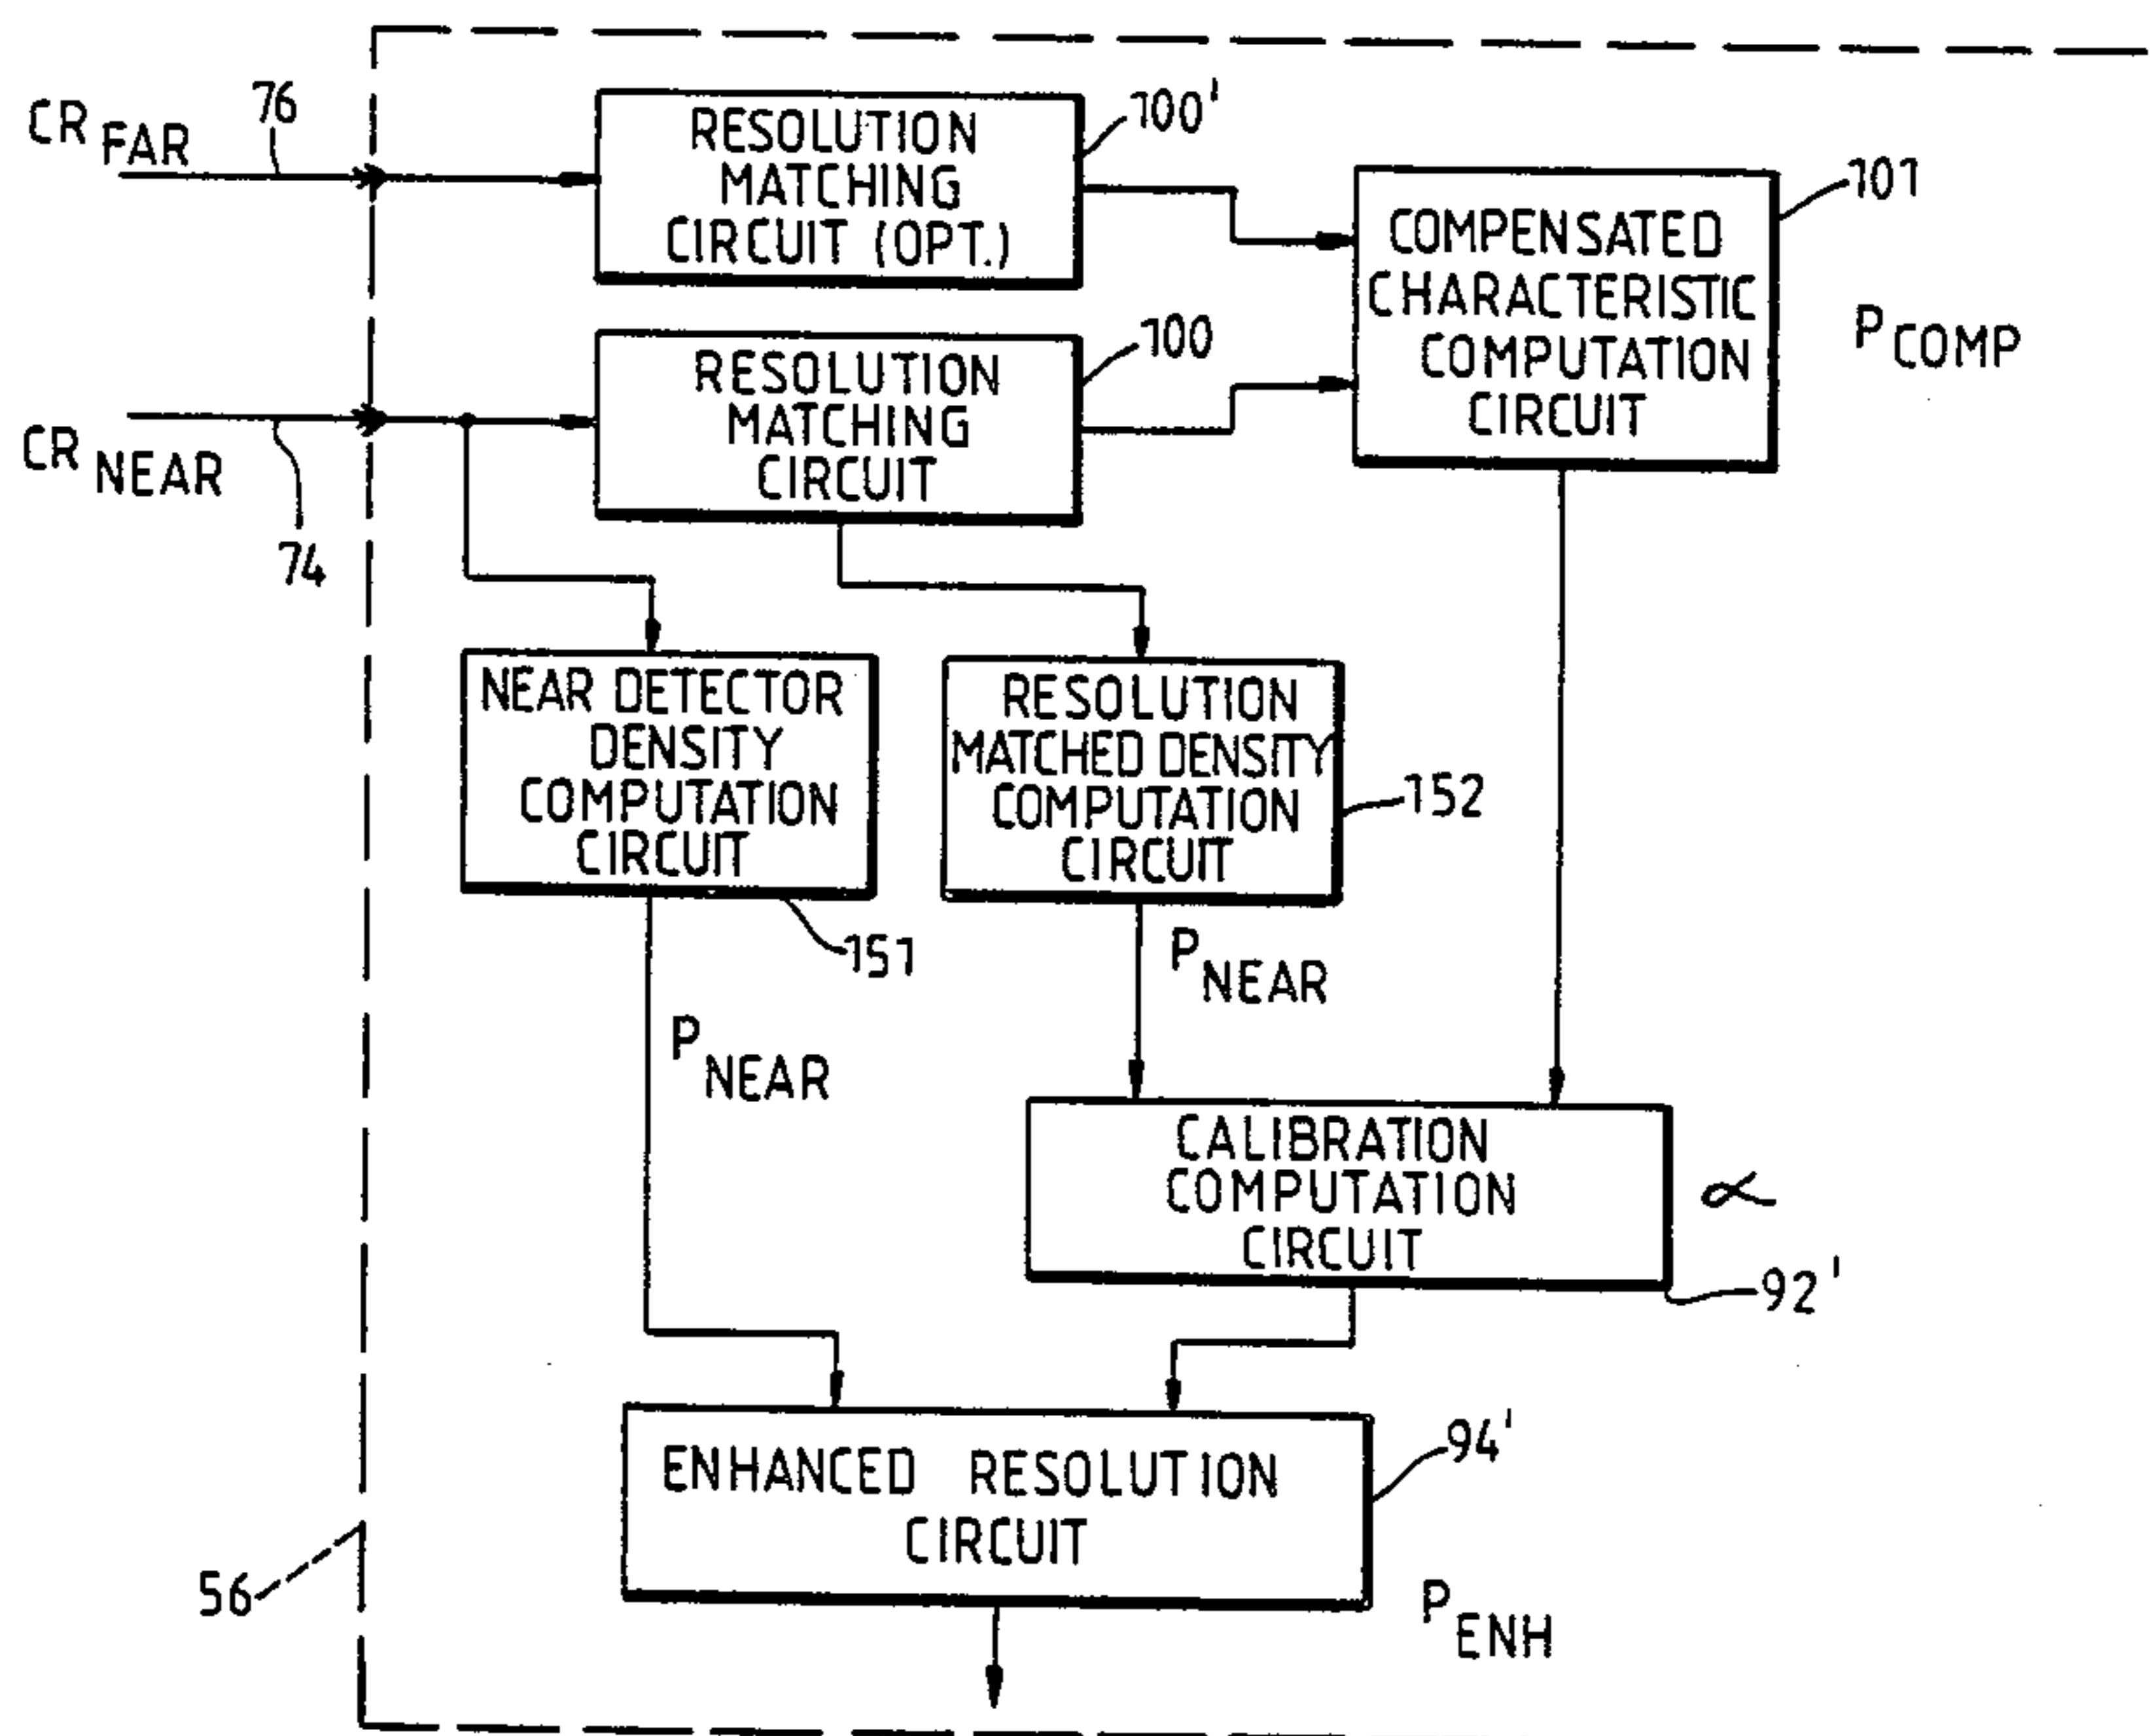 CR FAR
76
RESOLUTION
MATCHING
CIRCUIT (OPT.)
100'
COMPENSATED
CHARACTERISTIC
COMPUTATION
CIRCUIT
101
P COMP
CR NEAR
74
RESOLUTION
MATCHING
CIRCUIT
100
NEAR DETECTOR
DENSITY
COMPUTATION
CIRCUIT
151
RESOLUTION
MATCHED DENSITY
COMPUTATION
CIRCUIT
152
P NEAR
P NEAR
CALIBRATION
COMPUTATION
CIRCUIT
α
92'
ENHANCED RESOLUTION
CIRCUIT
94'
56
P ENH